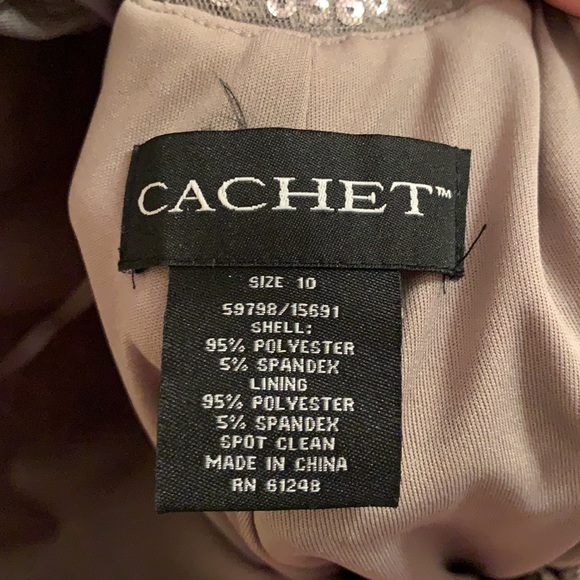 CACHET™
SIZE 10
59798/15691
SHELL:
95% POLYESTER
5% SPANDEX
LINING
95% POLYESTER
5% SPANDEX
SPOT CLEAN
MADE IN CHINA
RN 61248